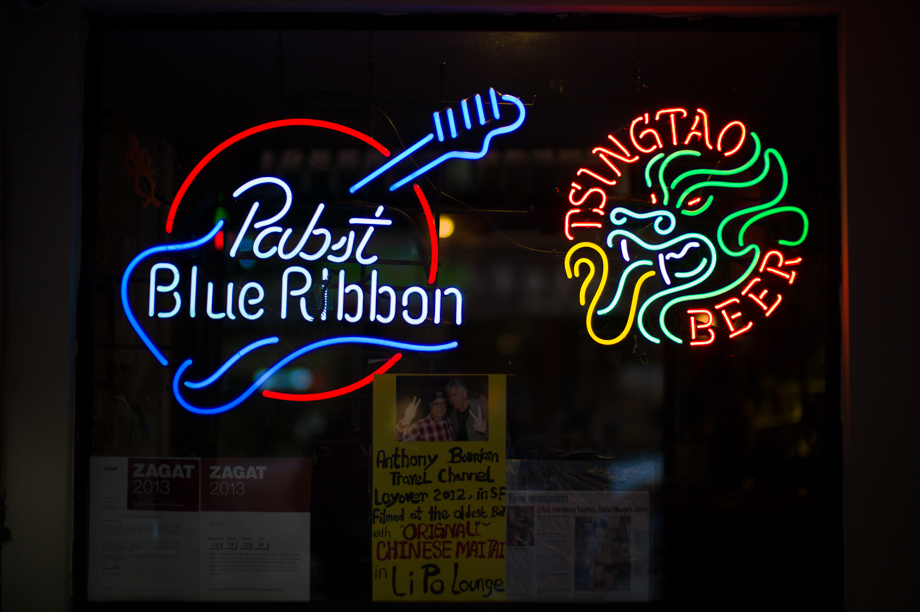 Pabst
Blue Ribbon
TSINGTAO
BEER
ZAGAT
2013
ZAGAT
2013
Anthony Bourdain
Travel Channel
Layover 2012, in SF
Filmed at the oldest Bar
with "ORIGNAL"
CHINESE MAI TAI
in Li Po Lounge